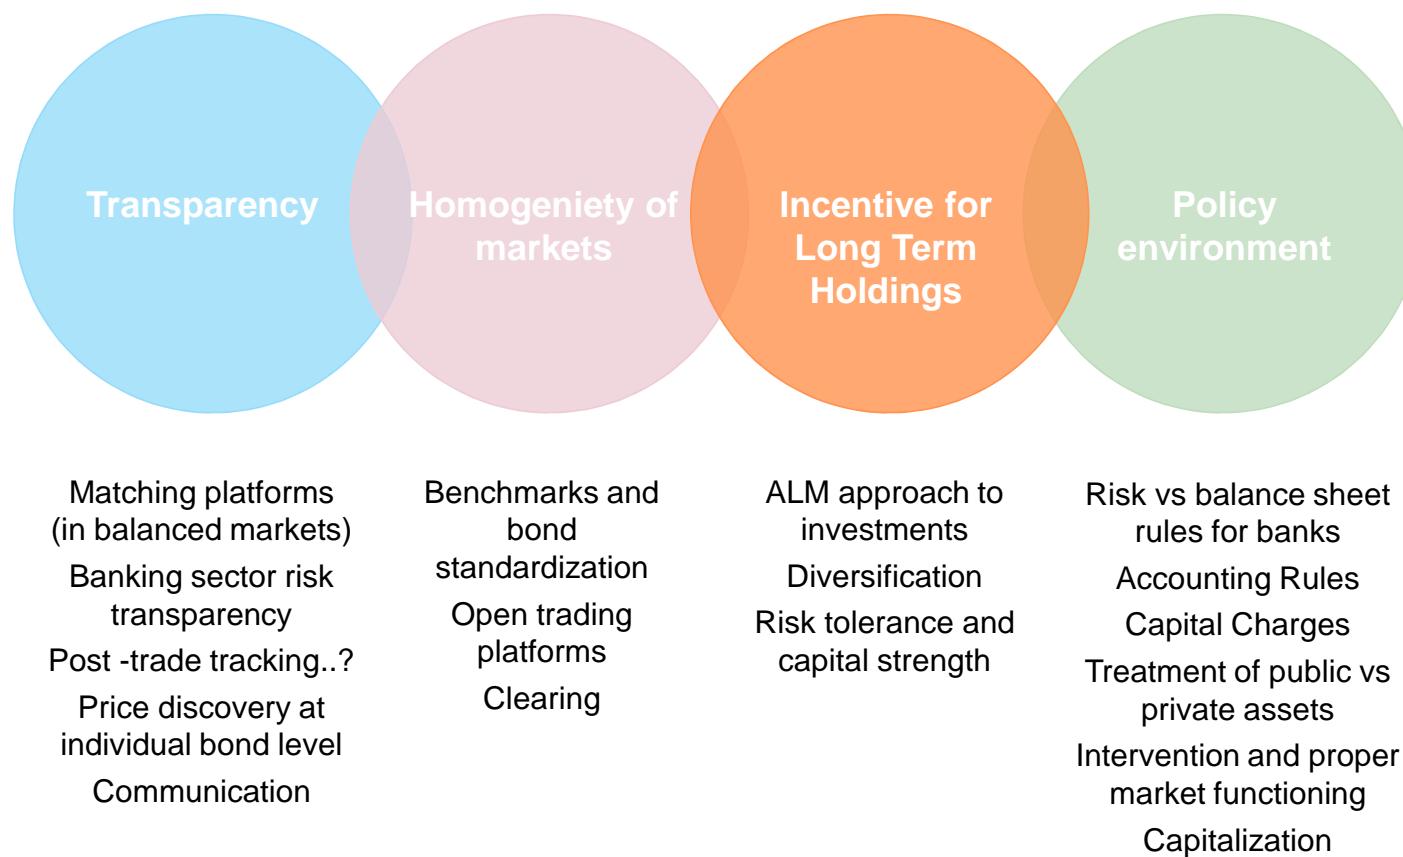 Transparency
Homogeniety of
markets
Incentive for
Long Term
Holdings
Policy
environment
Matching platforms
(in balanced markets)
Banking sector risk
transparency
Post -trade tracking..?
Price discovery at
individual bond level
Communication
Benchmarks and
bond
standardization
Open trading
platforms
Clearing
ALM approach to
investments
Diversification
Risk tolerance and
capital strength
Risk vs balance sheet
rules for banks
Accounting Rules
Capital Charges
Treatment of public vs
private assets
Intervention and proper
market functioning
Capitalization